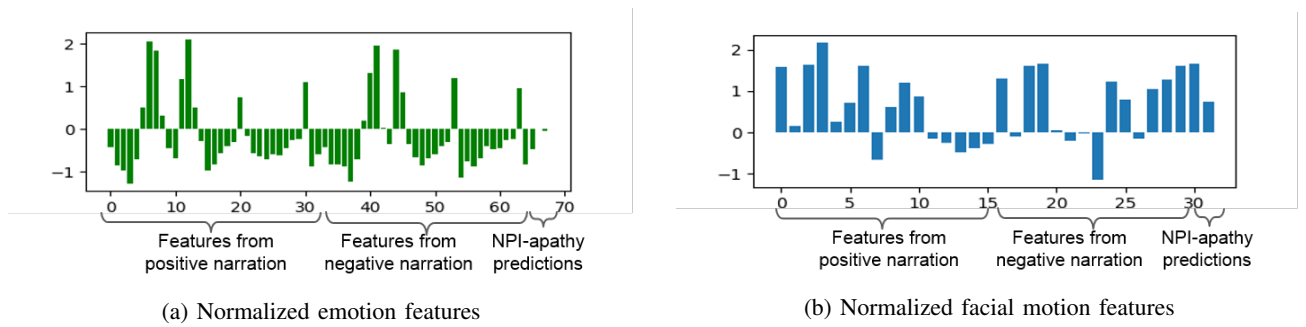 2
1
0
−1
0 10 20 30 40 50 60 70
Features from
positive narration
Features from
negative narration
NPI-apathy
predictions
(a) Normalized emotion features
2
1
0
−1
0 5 10 15 20 25 30
Features from
positive narration
Features from
negative narration
NPI-apathy
predictions
(b) Normalized facial motion features